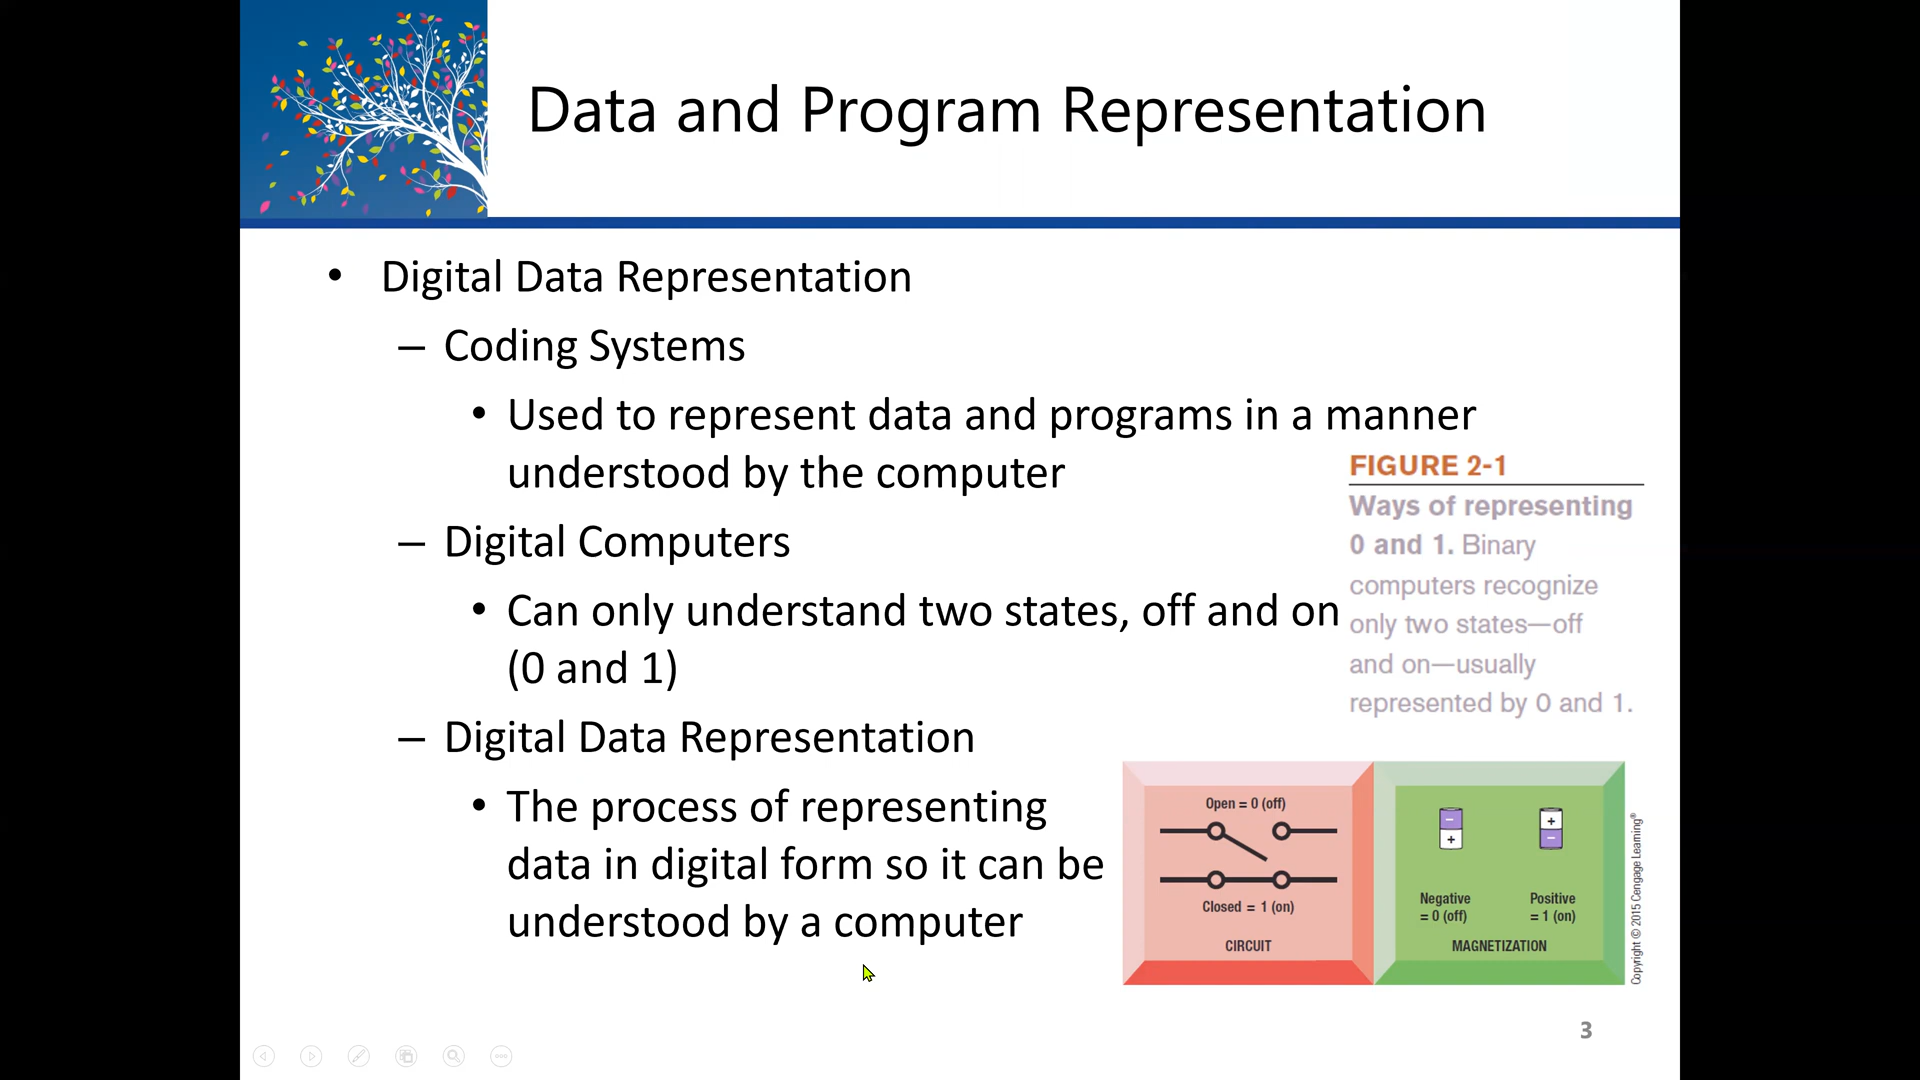 Data and Program Representation
• Digital Data Representation
– Coding Systems
• Used to represent data and programs in a manner
understood by the computer
– Digital Computers
• Can only understand two states, off and on
(0 and 1)
– Digital Data Representation
• The process of representing
data in digital form so it can be
understood by a computer
FIGURE 2-1
Ways of representing
0 and 1. Binary
computers recognize
only two states—off
and on—usually
represented by 0 and 1.
Open = 0 (off)
Closed = 1 (on)
CIRCUIT
− +
+ −
Negative
= 0 (off)
Positive
= 1 (on)
MAGNETIZATION
Copyright © 2015 Cengage Learning®
3